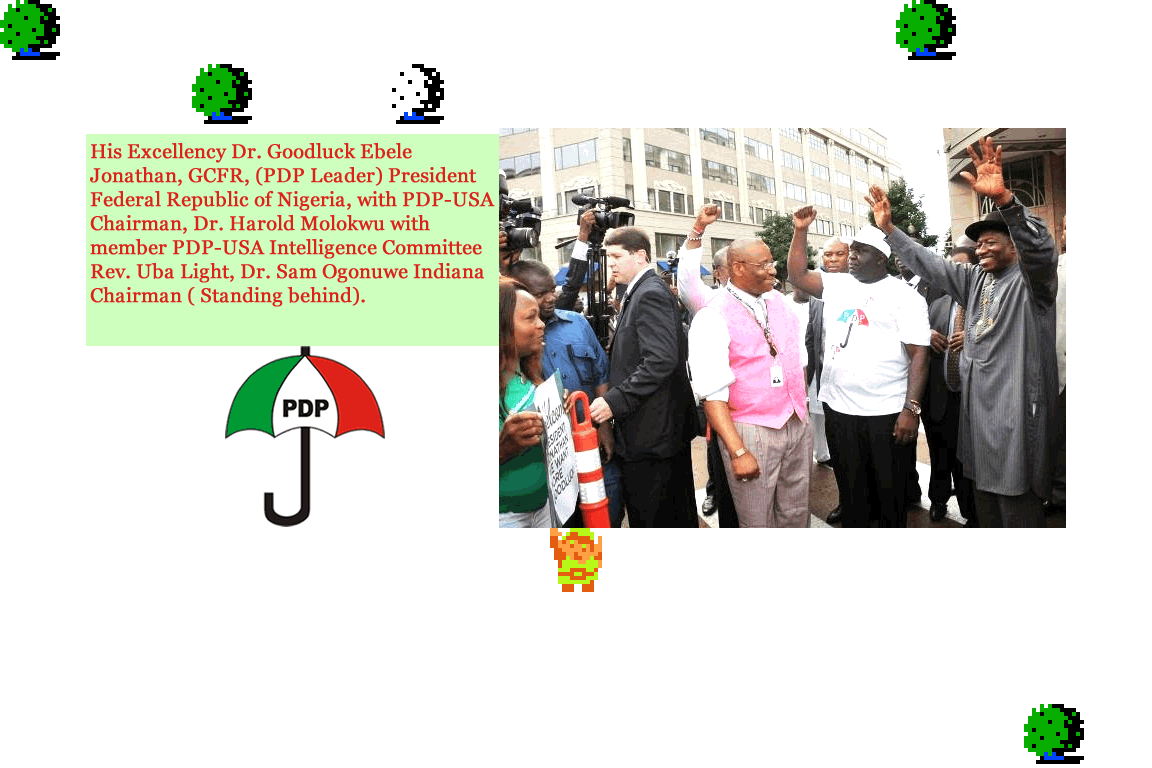 His Excellency Dr. Goodluck Ebele
Jonathan, GCFR, (PDP Leader) President
Federal Republic of Nigeria, with PDP-USA
Chairman, Dr. Harold Molokwu with
member PDP-USA Intelligence Committee
Rev. Uba Light, Dr. Sam Ogonuwe Indiana
Chairman ( Standing behind).
PDP
PDP